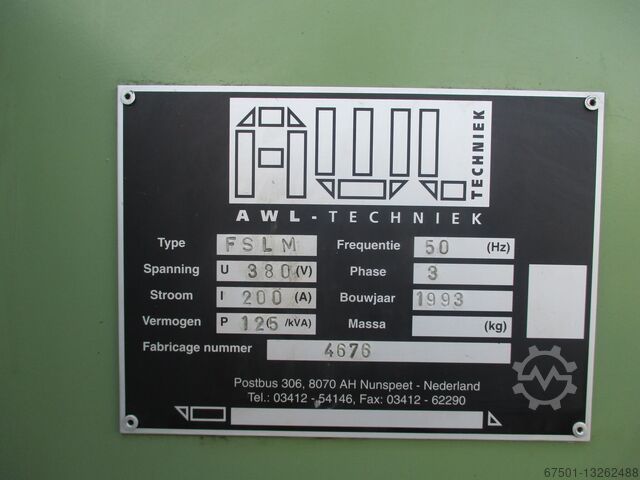 AWL TECHNIEK
AWL-TECHNIEK
Type FSLM Frequentie 50 (Hz)
Spanning U 380 (V) Phase 3
Stroom I 200 (A) Bouwjaar 1993
Vermogen P 125 /kVA) Massa (kg)
Fabricage nummer 4676
Postbus 306, 8070 AH Nunspeet - Nederland
Tel.: 03412 - 54146, Fax: 03412 - 62290
67501-13262488